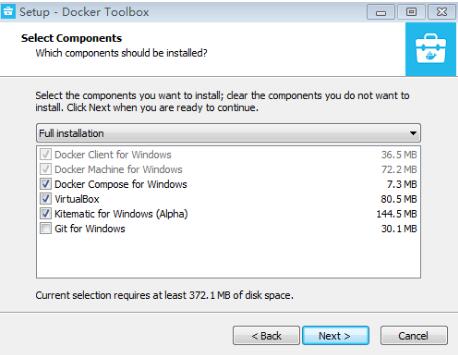 Setup - Docker Toolbox
Select Components
Which components should be installed?
Select the components you want to install; clear the components you do not want to
install. Click Next when you are ready to continue.
Full installation
Docker Client for Windows 36.5 MB
Docker Machine for Windows 72.2 MB
Docker Compose for Windows 7.3 MB
VirtualBox 80.5 MB
Kitematic for Windows (Alpha) 144.5 MB
Git for Windows 30.1 MB
Current selection requires at least 372.1 MB of disk space.
< Back Next > Cancel